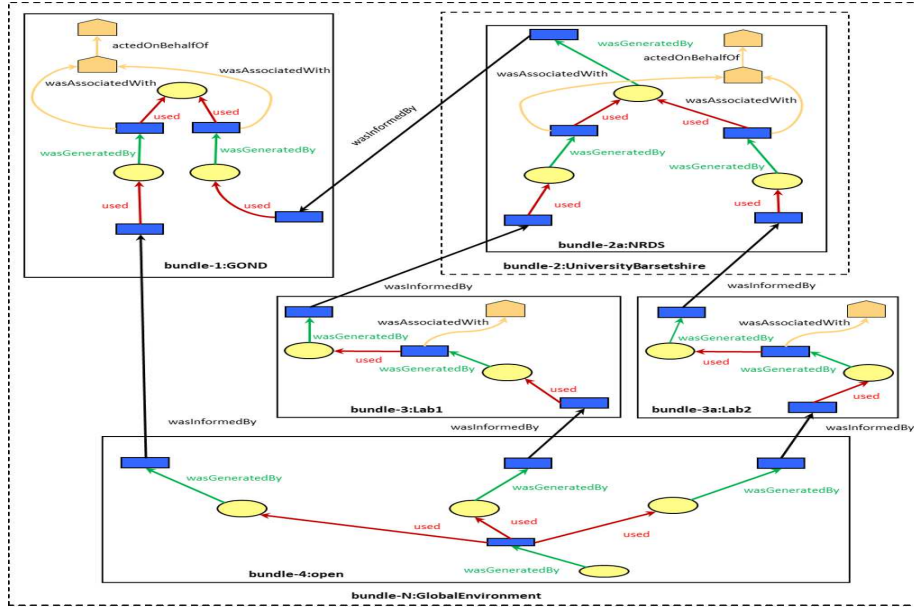 actedOnBehalfOf
wasAssociatedWith
wasAssociatedWith
used
used
wasGeneratedBy
wasGeneratedBy
used
used
bundle-1:GOND
wasInformedBy
wasGeneratedBy
actedOnBehalfOf
wasAssociatedWith
wasAssociatedWith
used
used
wasGeneratedBy
wasGeneratedBy
used
used
bundle-2a:NRDS
bundle-2:UniversityBarsetshire
wasInformedBy
wasInformedBy
wasAssociatedWith
wasGeneratedBy
used
wasGeneratedBy
used
bundle-3:Lab1
wasAssociatedWith
wasGeneratedBy
used
wasGeneratedBy
used
bundle-3a:Lab2
wasInformedBy
wasInformedBy
wasInformedBy
wasGeneratedBy
wasGeneratedBy
wasGeneratedBy
used
used
used
wasGeneratedBy
bundle-4:open
bundle-N:GlobalEnvironment